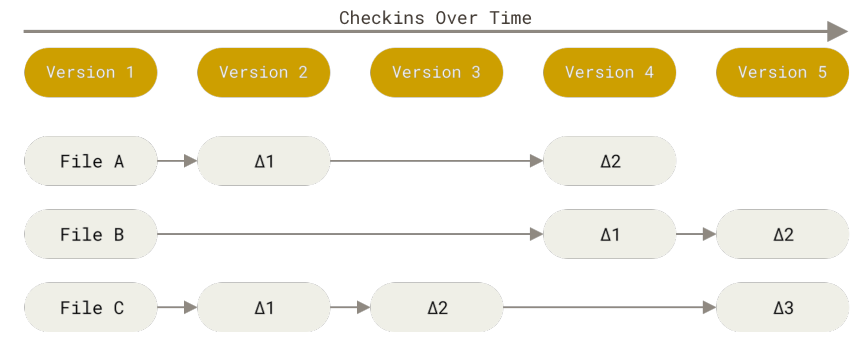 Checkins Over Time
Version 1 Version 2 Version 3 Version 4 Version 5
File A Δ1 Δ2
File B Δ1 Δ2
File C Δ1 Δ2 Δ3